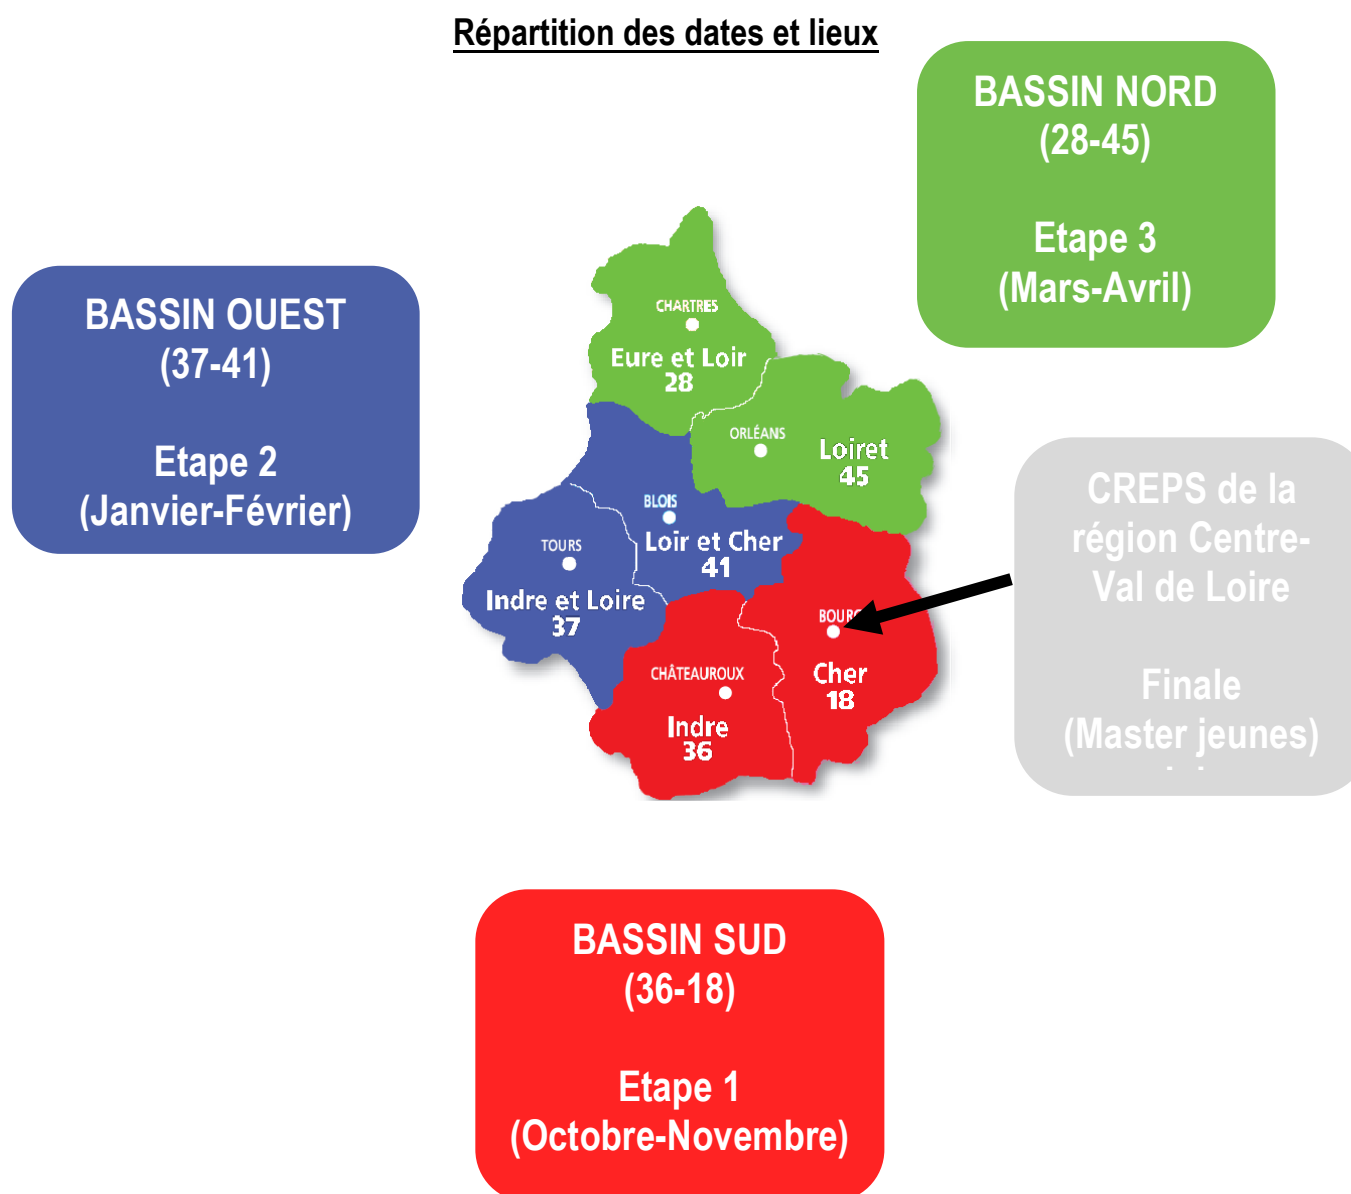 Répartition des dates et lieux
BASSIN NORD
(28-45)
Etape 3
(Mars-Avril)
BASSIN OUEST
(37-41)
Etape 2
(Janvier-Février)
CHARTRES
Eure et Loir
28
ORLÉANS
Loiret
45
BLOIS
Loir et Cher
41
TOURS
Indre et Loire
37
CHÂTEAUROUX
Indre
36
Cher
18
CREPS de la
région Centre-
Val de Loire
Finale
(Master jeunes)
BASSIN SUD
(36-18)
Etape 1
(Octobre-Novembre)